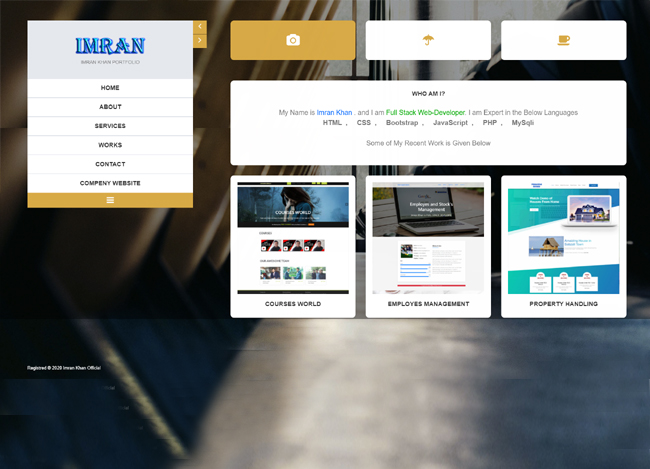 IMRAN
IMRAN KHAN PORTFOLIO
HOME
ABOUT
SERVICES
WORKS
CONTACT
COMPENY WEBSITE
WHO AM I?
My Name is Imran Khan . and I am Full Stack Web-Developer. I am Expert in the Below Languages
HTML , CSS , Bootstrap , JavaScript , PHP , MySqli
Some of My Recent Work is Given Below
COURSES WORLD
Employee and Stock's
Management
COURSES WORLD
EMPLOYES MANAGEMENT
PROPERTY HANDLING
Registred © 2020 Imran Khan Official